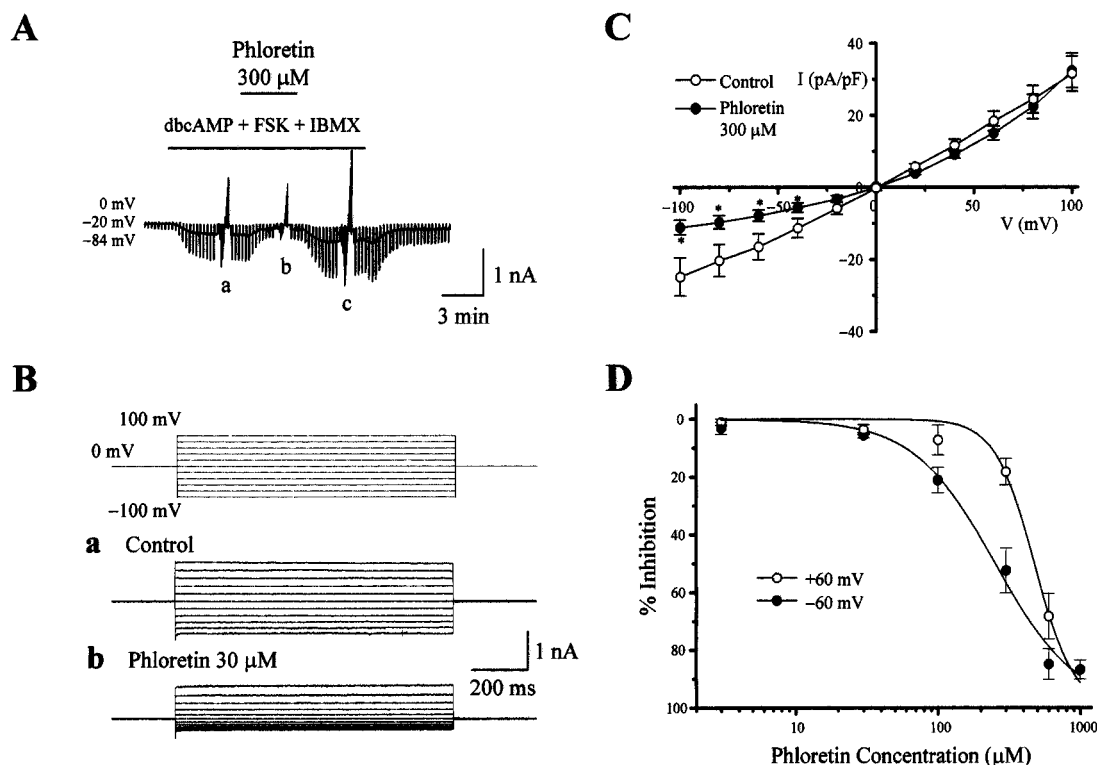 A
Phloretin
300 µM
dbcAMP + FSK + IBMX
0 mV
−20 mV
−84 mV
a
b
c
1 nA
3 min
B
100 mV
0 mV
−100 mV
a Control
b Phloretin 30 µM
1 nA
200 ms
C
Control
Phloretin
300 µM
I (pA/pF)
40
20
0
−20
−40
−100
−50
0
50
100
V (mV)
* * * * *
D
% Inhibition
0
20
40
60
80
100
+60 mV
−60 mV
10
100
1000
Phloretin Concentration (µM)